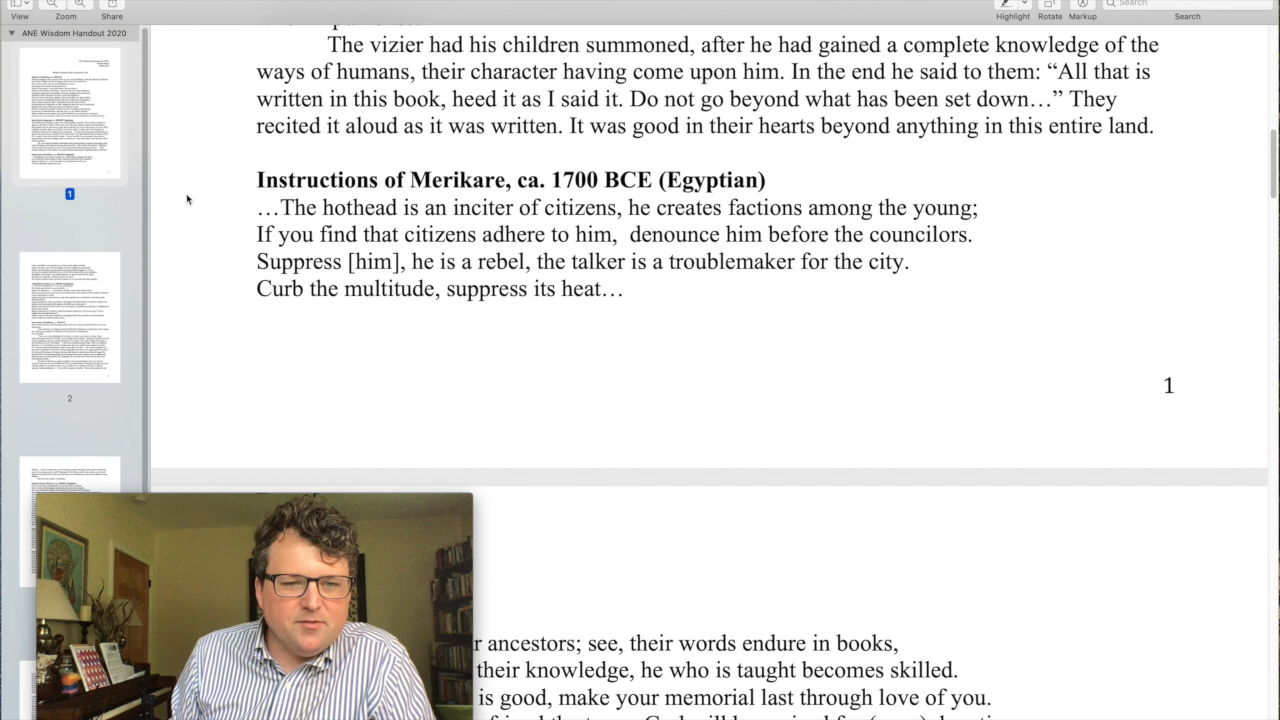 View
Zoom
Share
Highlight
Rotate
Markup
Search
Search
ANE Wisdom Handout 2020
1
2
The vizier had his children summoned, after he had gained a complete knowledge of the
ways of humans, their character having come upon him. In the end he said to them: “All that is
written in this book, heed it as I said it. Do not go beyond what has been set down…” They
recited it aloud as it was written. It was good in their hearts beyond anything in this entire land.
Instructions of Merikare, ca. 1700 BCE (Egyptian)
…The hothead is an inciter of citizens, he creates factions among the young;
If you find that citizens adhere to him, denounce him before the councilors.
Suppress [him], he is a rebel, the talker is a troublemaker for the city.
Curb the multitude, suppress its heat…
1
ancestors; see, their words endure in books,
their knowledge, he who is taught becomes skilled.
is good, make your memorial last through love of you.